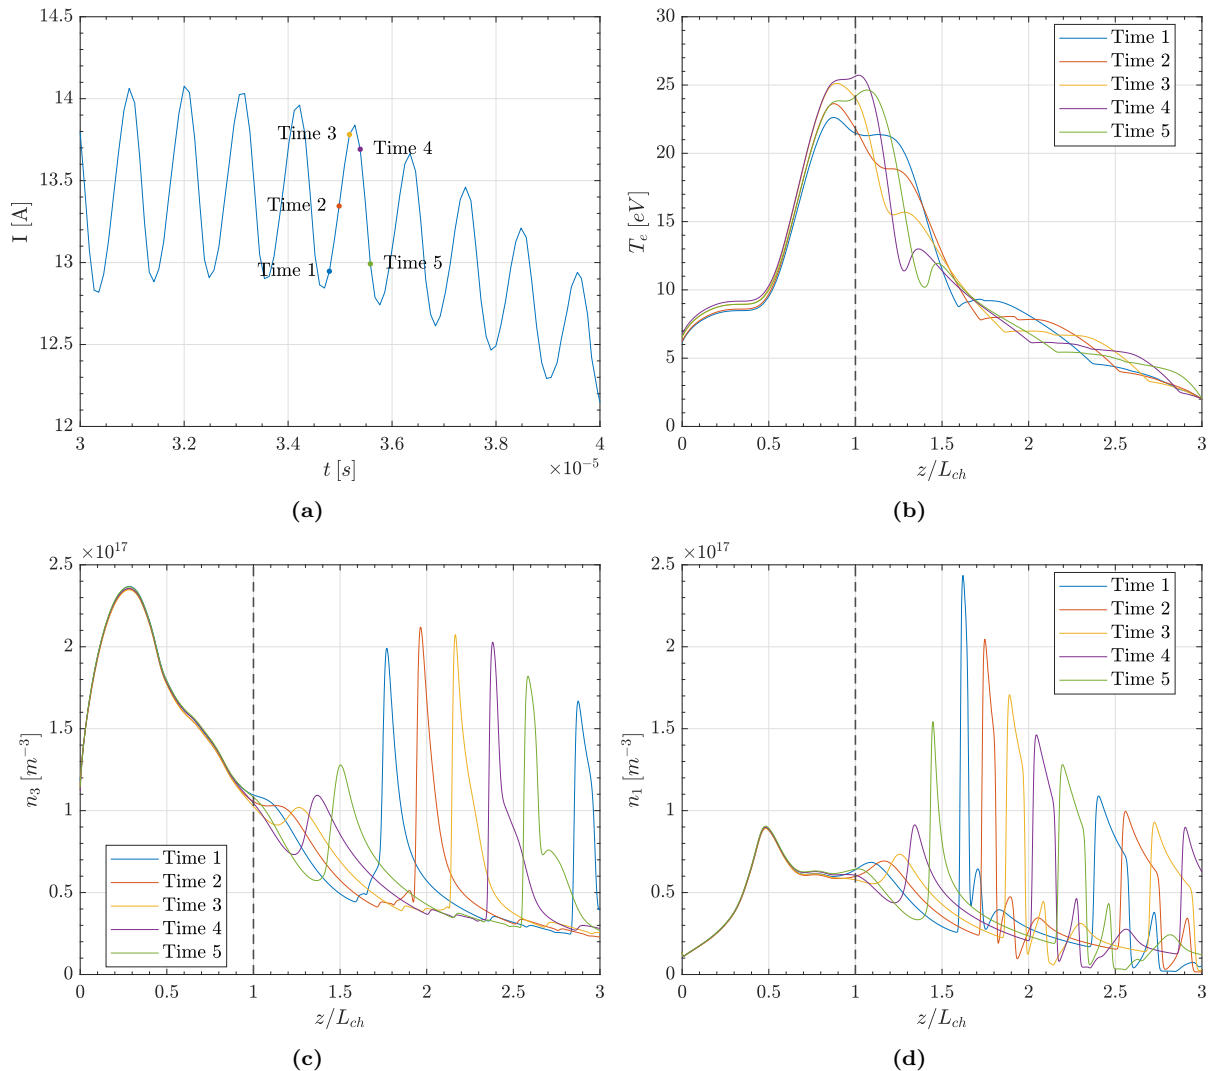 14.5
14
13.5
13
12.5
12
I [A]
Time 3
Time 4
Time 2
Time 1
Time 5
3 3.2 3.4 3.6 3.8 4
t [s]
×10⁻⁵
(a)
30
25
20
15
10
5
0
T_e [eV]
Time 1
Time 2
Time 3
Time 4
Time 5
0 0.5 1 1.5 2 2.5 3
z/L_ch
(b)
×10¹⁷
2.5
2
1.5
1
0.5
0
n_3 [m⁻³]
Time 1
Time 2
Time 3
Time 4
Time 5
0 0.5 1 1.5 2 2.5 3
z/L_ch
(c)
×10¹⁷
2.5
2
1.5
1
0.5
0
n_1 [m⁻³]
Time 1
Time 2
Time 3
Time 4
Time 5
0 0.5 1 1.5 2 2.5 3
z/L_ch
(d)